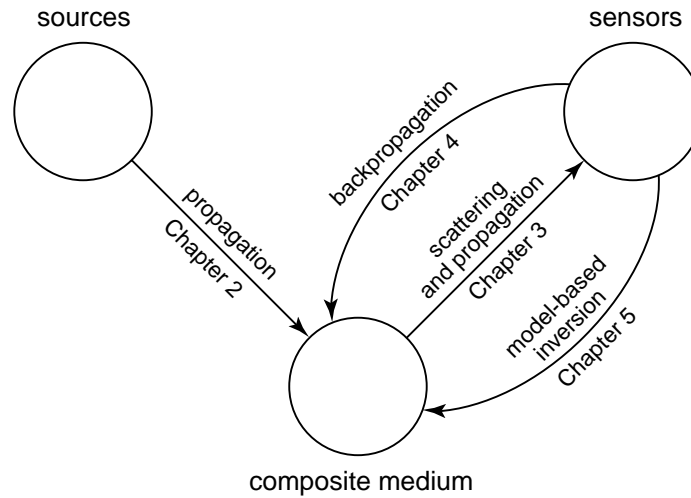 sources
sensors
backpropagation
Chapter 4
propagation
Chapter 2
scattering
and propagation
Chapter 3
model-based
inversion
Chapter 5
composite medium